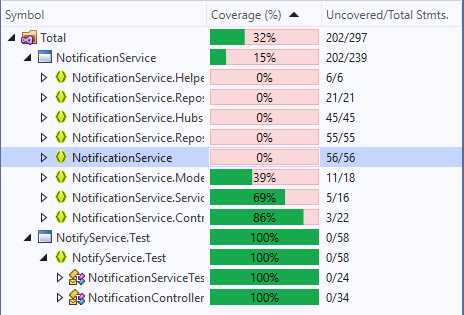 Symbol Coverage (%) Uncovered/Total Stmts.
Total 32% 202/297
NotificationService 15% 202/239
NotificationService.Helpe 0% 6/6
NotificationService.Repos 0% 21/21
NotificationService.Hubs 0% 45/45
NotificationService.Repos 0% 55/55
NotificationService 0% 56/56
NotificationService.Mode 39% 11/18
NotificationService.Servic 69% 5/16
NotificationService.Contr 86% 3/22
NotifyService.Test 100% 0/58
NotifyService.Test 100% 0/58
NotificationServiceTes 100% 0/24
NotificationController 100% 0/34